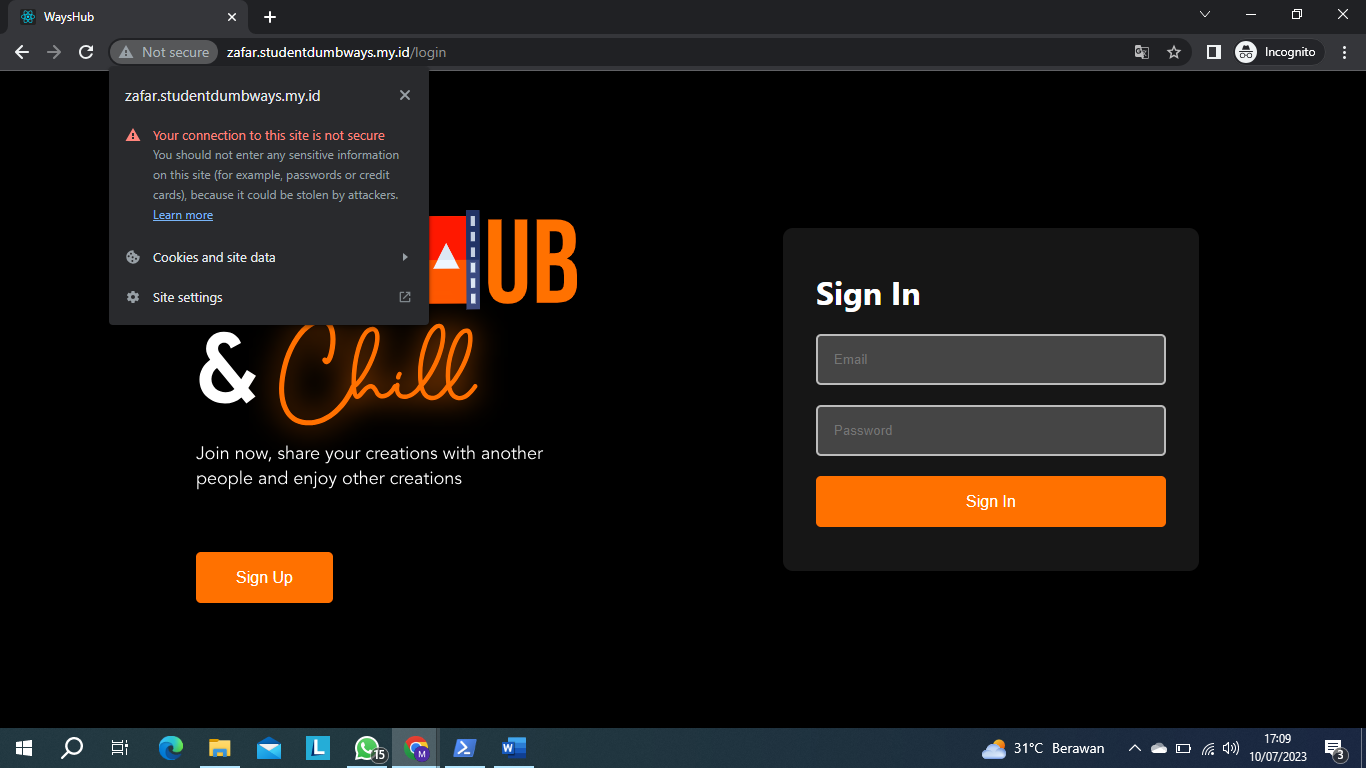 WaysHub
Not secure
zafar.studentdumbways.my.id/login
Incognito
zafar.studentdumbways.my.id
Your connection to this site is not secure
You should not enter any sensitive information
on this site (for example, passwords or credit
cards), because it could be stolen by attackers.
Learn more
Cookies and site data
Site settings
UB
& Chill
Join now, share your creations with another
people and enjoy other creations
Sign Up
Sign In
Email
Password
Sign In
L
15
M
W
31°C Berawan
17:09
10/07/2023
3